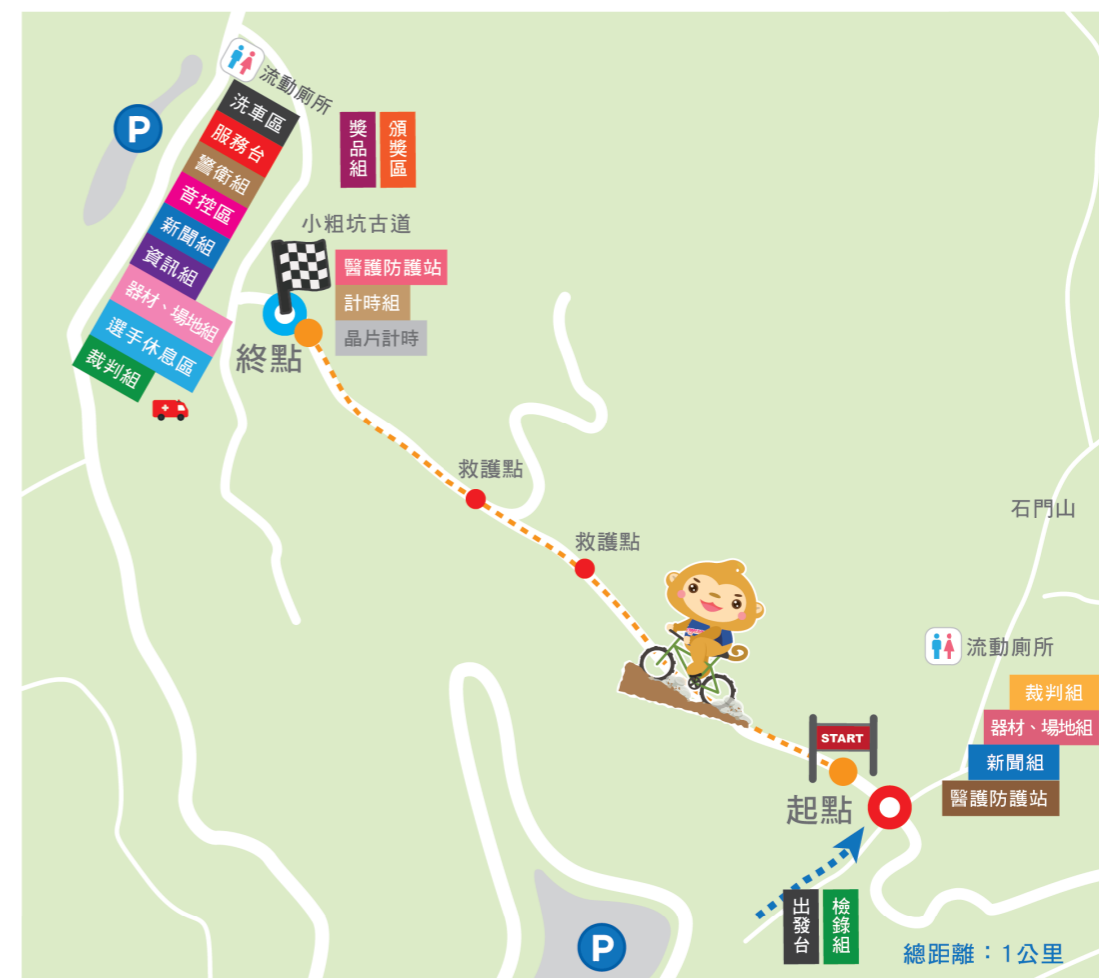 流動廁所
洗車區
服務台
警衛組
音控區
新聞組
資訊組
器材、場地組
選手休息區
裁判組
P
獎品組
頒獎區
小粗坑古道
醫護防護站
計時組
晶片計時
終點
救護點
救護點
石門山
流動廁所
裁判組
器材、場地組
新聞組
醫護防護站
START
起點
出發台
檢錄組
P
總距離：1公里